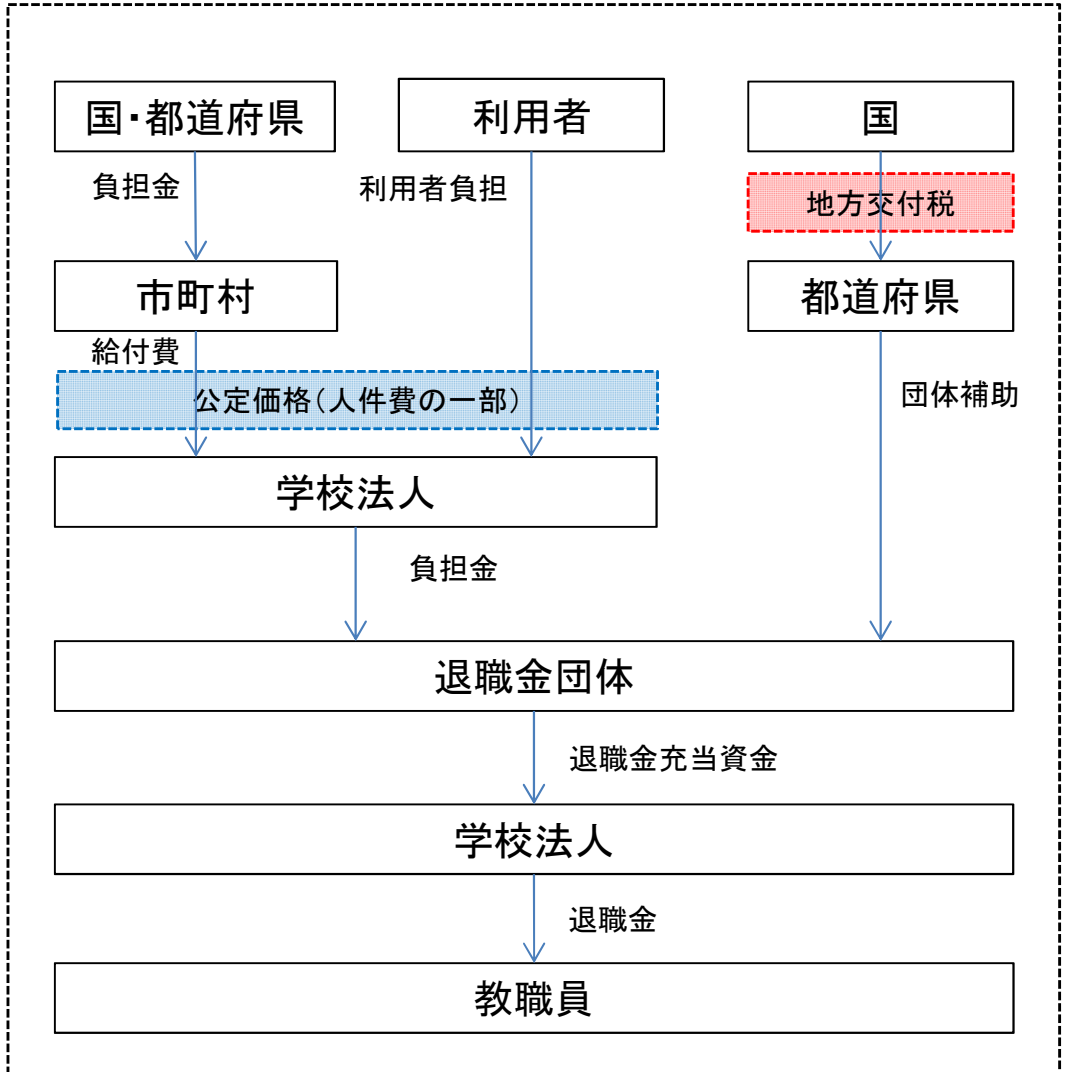 国・都道府県
利用者
国
負担金
利用者負担
地方交付税
市町村
都道府県
給付費
公定価格(人件費の一部)
団体補助
学校法人
負担金
退職金団体
退職金充当資金
学校法人
退職金
教職員